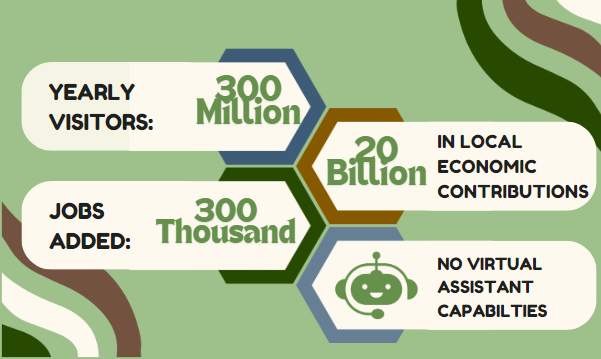 YEARLY
VISITORS:
300
Million
20
Billion
IN LOCAL
ECONOMIC
CONTRIBUTIONS
JOBS
ADDED:
300
Thousand
NO VIRTUAL
ASSISTANT
CAPABILTIES